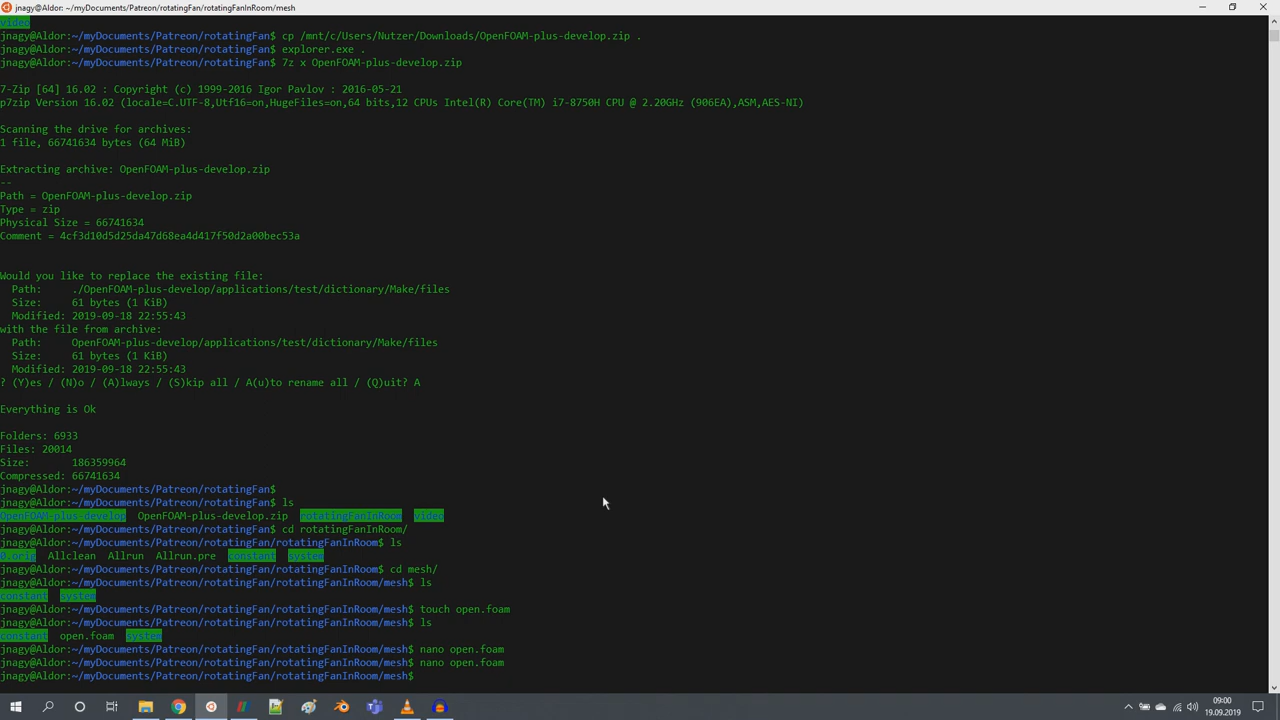 jnagy@Aldor: ~/myDocuments/Patreon/rotatingFan/rotatingFanInRoom/mesh
video
jnagy@Aldor:~/myDocuments/Patreon/rotatingFan$ cp /mnt/c/Users/Nutzer/Downloads/OpenFOAM-plus-develop.zip .
jnagy@Aldor:~/myDocuments/Patreon/rotatingFan$ explorer.exe .
jnagy@Aldor:~/myDocuments/Patreon/rotatingFan$ 7z x OpenFOAM-plus-develop.zip
7-Zip [64] 16.02 : Copyright (c) 1999-2016 Igor Pavlov : 2016-05-21
p7zip Version 16.02 (locale=C.UTF-8,Utf16=on,HugeFiles=on,64 bits,12 CPUs Intel(R) Core(TM) i7-8750H CPU @ 2.20GHz (906EA),ASM,AES-NI)
Scanning the drive for archives:
1 file, 66741634 bytes (64 MiB)
Extracting archive: OpenFOAM-plus-develop.zip
--
Path = OpenFOAM-plus-develop.zip
Type = zip
Physical Size = 66741634
Comment = 4cf3d10d5d25da47d68ea4d417f50d2a00bec53a
Would you like to replace the existing file:
Path: ./OpenFOAM-plus-develop/applications/test/dictionary/Make/files
Size: 61 bytes (1 KiB)
Modified: 2019-09-18 22:55:43
with the file from archive:
Path: OpenFOAM-plus-develop/applications/test/dictionary/Make/files
Size: 61 bytes (1 KiB)
Modified: 2019-09-18 22:55:43
? (Y)es / (N)o / (A)lways / (S)kip all / A(u)to rename all / (Q)uit? A
Everything is Ok
Folders: 6933
Files: 20014
Size: 186359964
Compressed: 66741634
jnagy@Aldor:~/myDocuments/Patreon/rotatingFan$
jnagy@Aldor:~/myDocuments/Patreon/rotatingFan$ ls
OpenFOAM-plus-develop OpenFOAM-plus-develop.zip rotatingFanInRoom video
jnagy@Aldor:~/myDocuments/Patreon/rotatingFan$ cd rotatingFanInRoom/
jnagy@Aldor:~/myDocuments/Patreon/rotatingFan/rotatingFanInRoom$ ls
0.orig Allclean Allrun Allrun.pre constant system
jnagy@Aldor:~/myDocuments/Patreon/rotatingFan/rotatingFanInRoom$ cd mesh/
jnagy@Aldor:~/myDocuments/Patreon/rotatingFan/rotatingFanInRoom/mesh$ ls
constant system
jnagy@Aldor:~/myDocuments/Patreon/rotatingFan/rotatingFanInRoom/mesh$ touch open.foam
jnagy@Aldor:~/myDocuments/Patreon/rotatingFan/rotatingFanInRoom/mesh$ ls
constant open.foam system
jnagy@Aldor:~/myDocuments/Patreon/rotatingFan/rotatingFanInRoom/mesh$ nano open.foam
jnagy@Aldor:~/myDocuments/Patreon/rotatingFan/rotatingFanInRoom/mesh$ nano open.foam
jnagy@Aldor:~/myDocuments/Patreon/rotatingFan/rotatingFanInRoom/mesh$
09:00
19.09.2019